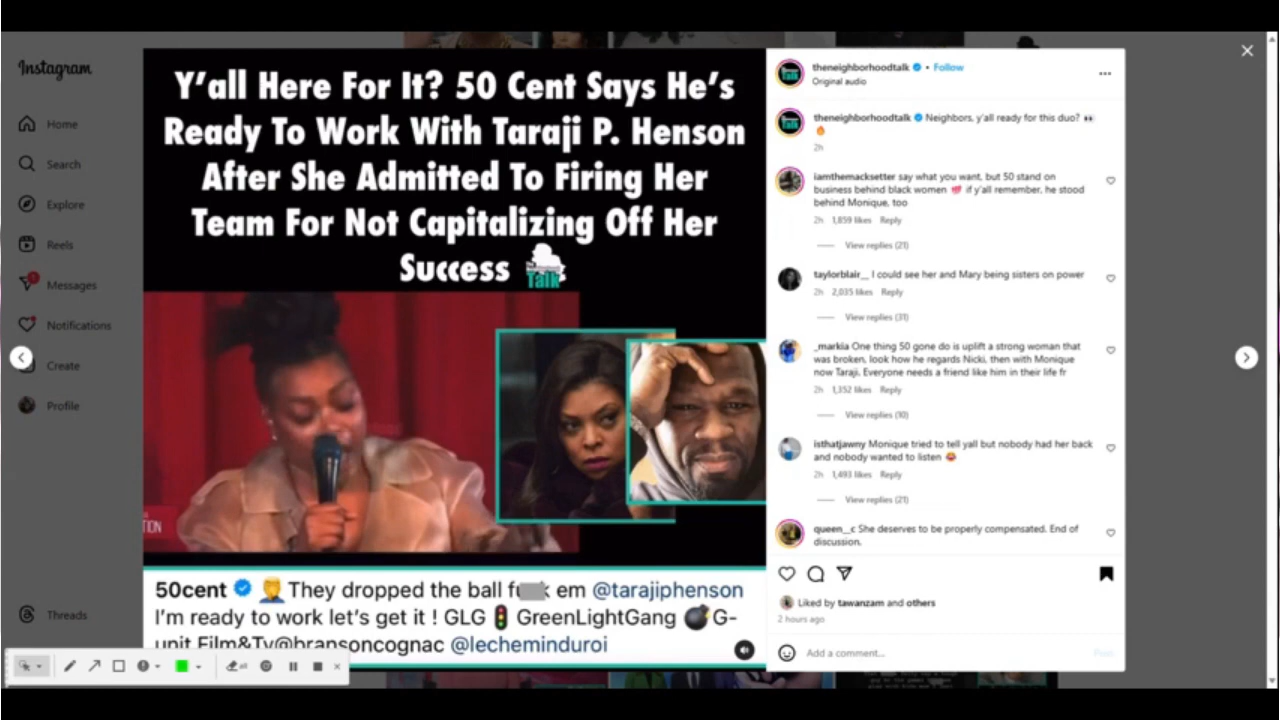 Instagram
Home
Search
Explore
Reels
Messages
Notifications
Create
Profile
Threads
Y'all Here For It? 50 Cent Says He's
Ready To Work With Taraji P. Henson
After She Admitted To Firing Her
Team For Not Capitalizing Off Her
Success
Talk
TION
50cent They dropped the ball fu k em @tarajiphenson
I'm ready to work let's get it ! GLG GreenLightGang G-
unit Film&Tv@bransoncognac @lecheminduroi
all
theneighborhoodtalk • Follow
Original audio
theneighborhoodtalk Neighbors, y'all ready for this duo?
2h
iamthemacksetter say what you want, but 50 stand on
business behind black women if y'all remember, he stood
behind Monique, too
2h 1,859 likes Reply
View replies (21)
taylorblair__ I could see her and Mary being sisters on power
2h 2,035 likes Reply
View replies (31)
_markia One thing 50 gone do is uplift a strong woman that
was broken, look how he regards Nicki, then with Monique
now Taraji. Everyone needs a friend like him in their life fr
2h 1,352 likes Reply
View replies (10)
isthatjawny Monique tried to tell yall but nobody had her back
and nobody wanted to listen
2h 1,493 likes Reply
View replies (21)
queen__c She deserves to be properly compensated. End of
discussion.
Liked by tawanzam and others
2 hours ago
Add a comment...
Post